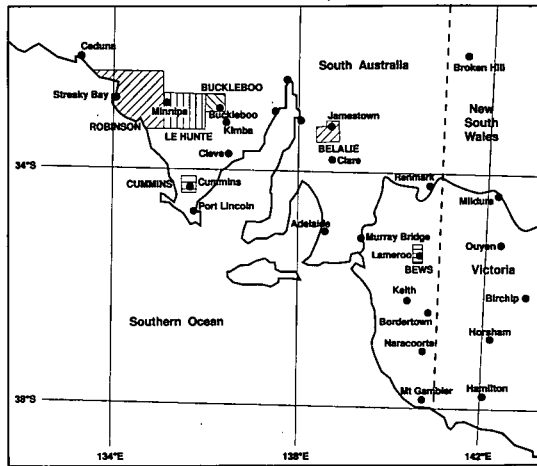 Ceduna
South Australia
Broken Hill
Streaky Bay
BUCKLEBOO
Minnipa
Buckleboo
Jamestown
New
South
Wales
ROBINSON
LE HUNTE
Kimba
BELALIE
Cleve
Clare
34°S
CUMMINS
Cummins
Renmark
Mildura
Port Lincoln
Adelaide
Murray Bridge
Ouyen
Lameroo
BEWS
Victoria
Keith
Birchip
Southern Ocean
Bordertown
Naracoorte
Horsham
Mt Gambier
Hamilton
38°S
134°E
138°E
142°E